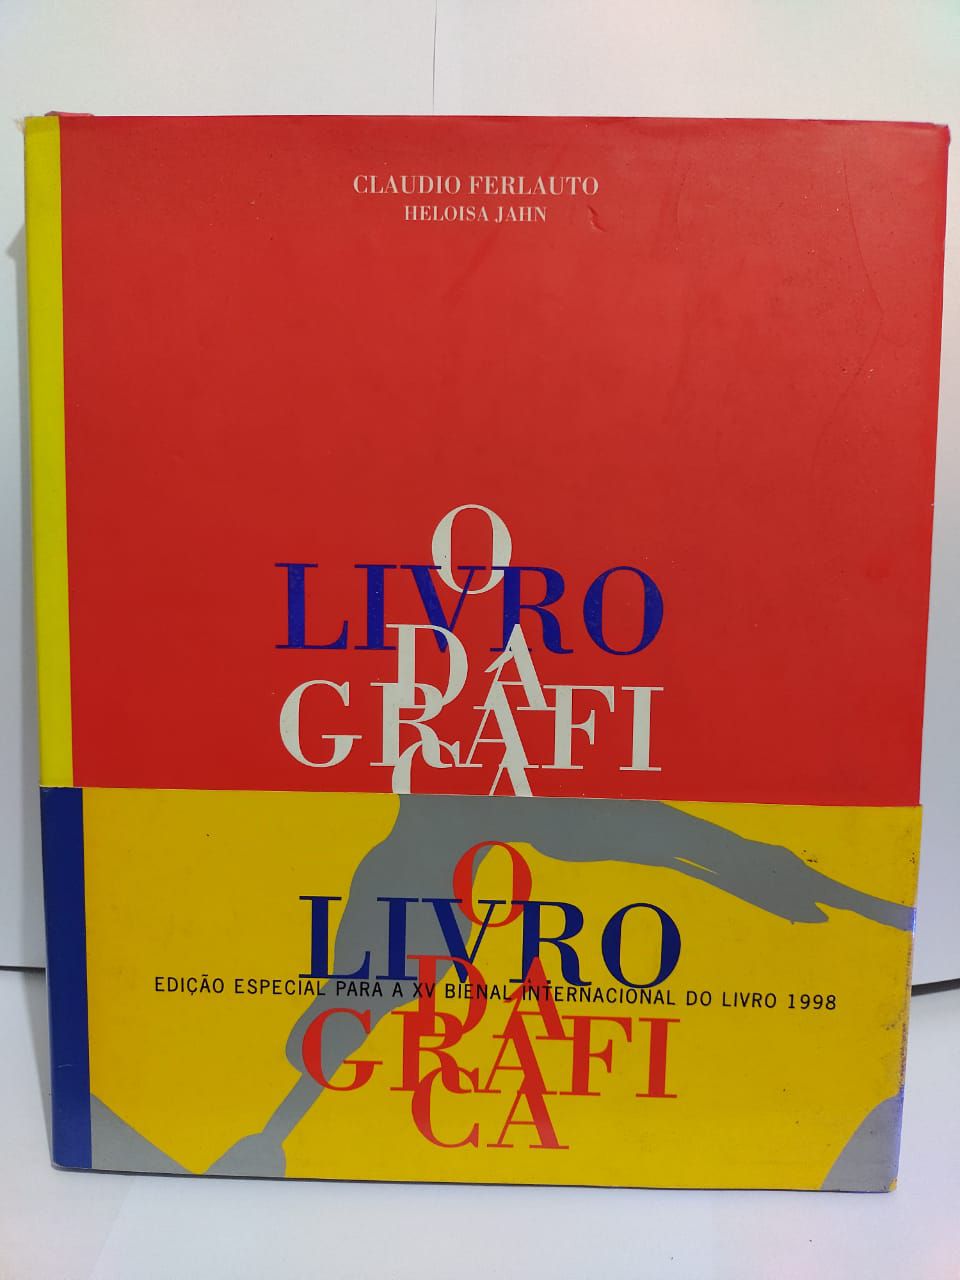 CLAUDIO FERLAUTO
HELOISA JAHN
O
LIVRO
DA
GRÁFI
CA
O
LIVRO
DA
EDIÇÃO ESPECIAL PARA A XV BIENAL INTERNACIONAL DO LIVRO 1998
GRÁFI
CA